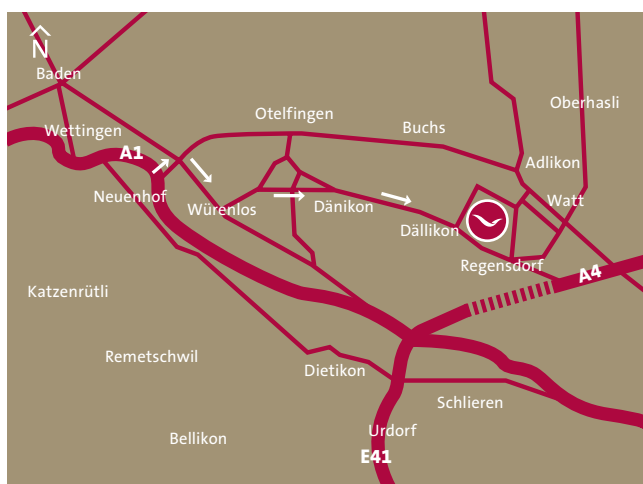 N
Baden
Oberhasli
Otelfingen
Buchs
Wettingen
A1
Adlikon
Neuenhof
Würenlos
Dänikon
Watt
Dällikon
Regensdorf
A4
Katzenrütli
Remetschwil
Dietikon
Schlieren
Urdorf
Bellikon
E41